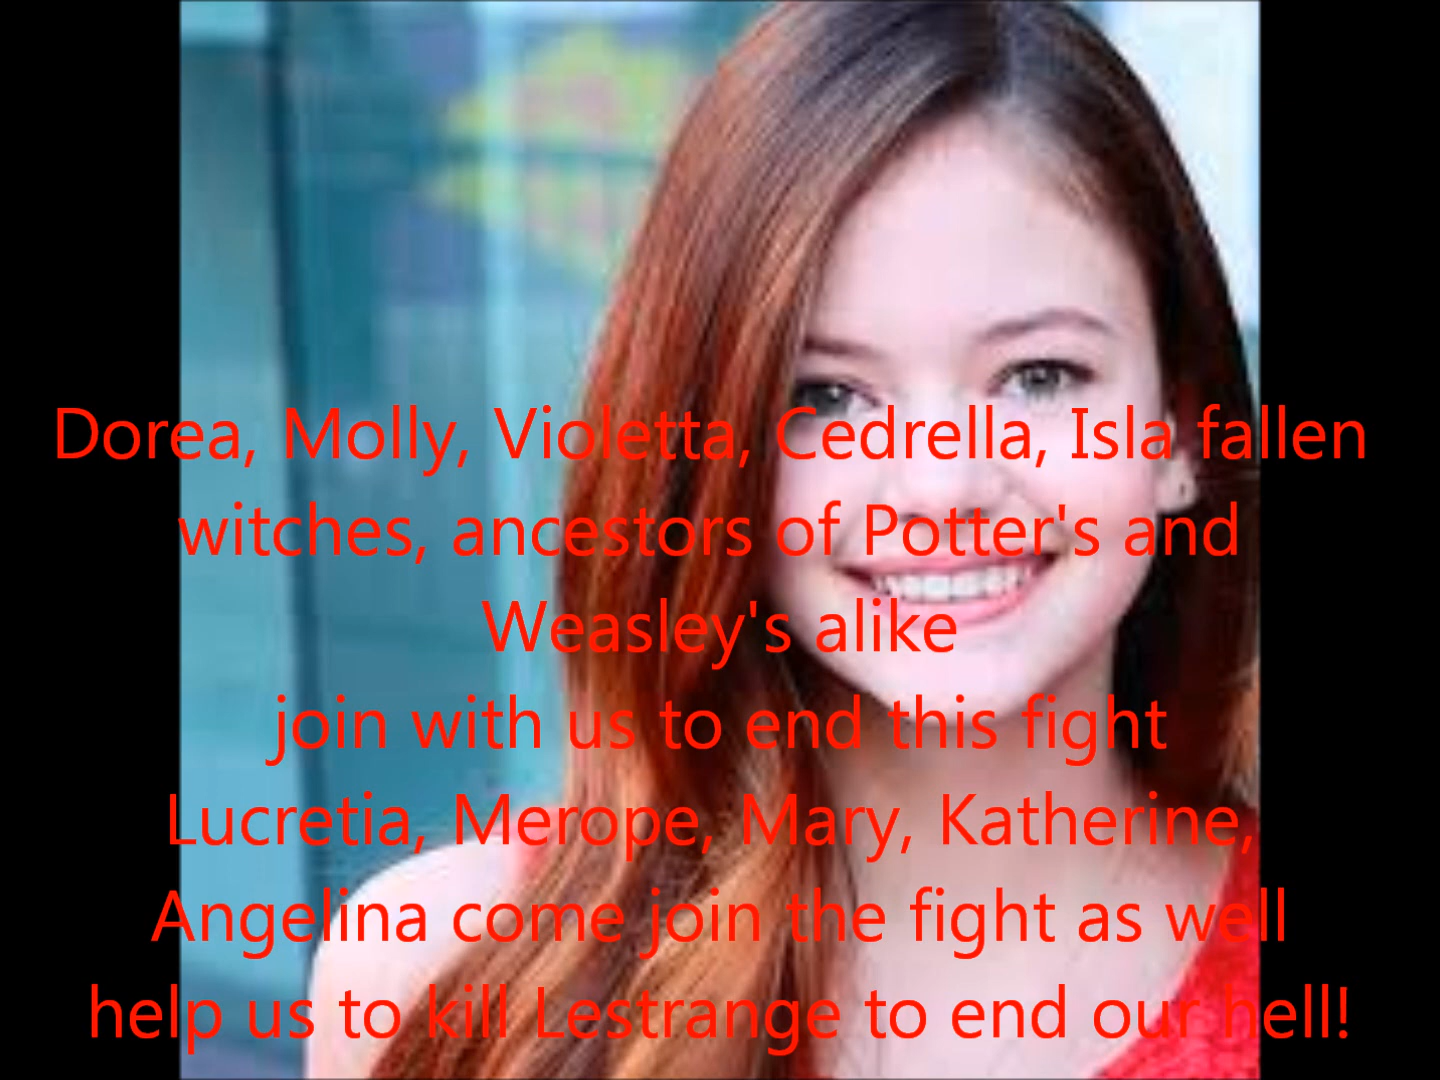 Dorea, Molly, Violetta, Cedrella, Isla fallen
witches, ancestors of Potter's and
Weasley's alike
join with us to end this fight
Lucretia, Merope, Mary, Katherine,
Angelina come join the fight as well
help us to kill Lestrange to end our hell!